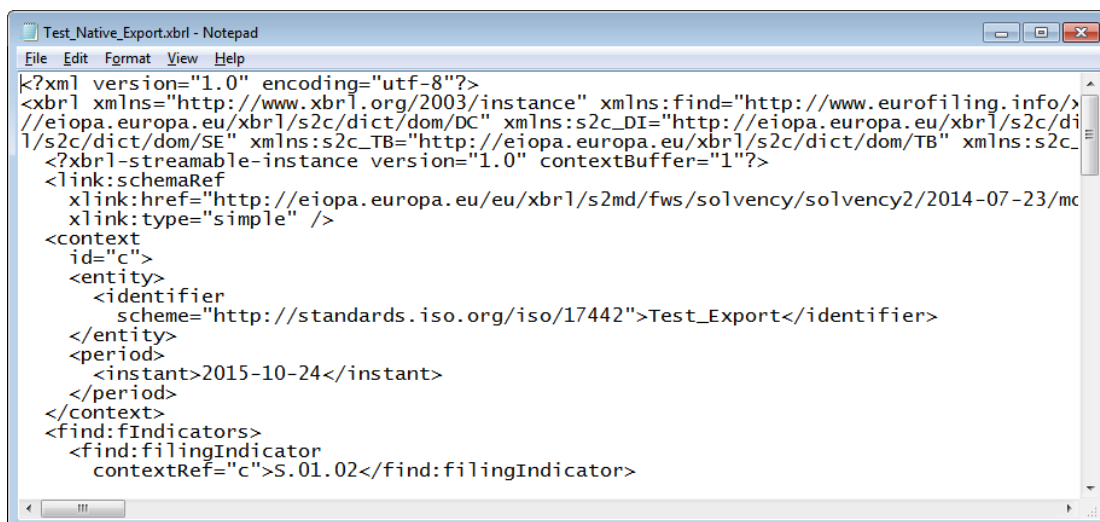 Test_Native_Export.xbrl - Notepad
File Edit Format View Help
<?xml version="1.0" encoding="utf-8"?>
<xbrl xmlns="http://www.xbrl.org/2003/instance" xmlns:find="http://www.eurofiling.info/
//eiopa.europa.eu/xbrl/s2c/dict/dom/DC" xmlns:s2c_DI="http://eiopa.europa.eu/xbrl/s2c/di
l/s2c/dict/dom/SE" xmlns:s2c_TB="http://eiopa.europa.eu/xbrl/s2c/dict/dom/TB" xmlns:s2c_
<?xbrl-streamable-instance version="1.0" contextBuffer="1"?>
<link:schemaRef
xlink:href="http://eiopa.europa.eu/eu/xbrl/s2md/fws/solvency/solvency2/2014-07-23/mo
xlink:type="simple" />
<context
id="c">
<entity>
<identifier
scheme="http://standards.iso.org/iso/17442">Test_Export</identifier>
</entity>
<period>
<instant>2015-10-24</instant>
</period>
</context>
<find:fIndicators>
<find:filingIndicator
contextRef="c">S.01.02</find:filingIndicator>